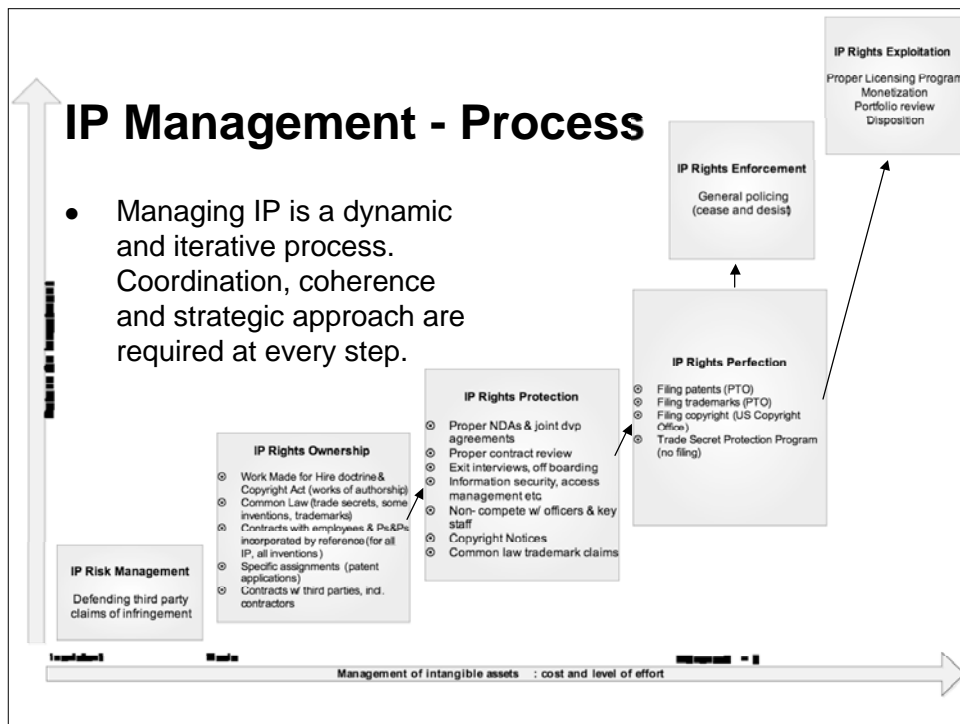 IP Management - Process
● Managing IP is a dynamic
and iterative process.
Coordination, coherence
and strategic approach are
required at every step.
IP Rights Exploitation
Proper Licensing Program
Monetization
Portfolio review
Disposition
IP Rights Enforcement
General policing
(cease and desist)
IP Rights Perfection
Filing patents (PTO)
Filing trademarks (PTO)
Filing copyright (US Copyright
Office)
Trade Secret Protection Program
(no filing)
IP Rights Protection
Proper NDAs & joint dvp
agreements
Proper contract review
Exit interviews, off boarding
Information security, access
management etc
Non- compete w/ officers & key
staff
Copyright Notices
Common law trademark claims
IP Rights Ownership
Work Made for Hire doctrine &
Copyright Act (works of authorship)
Common Law (trade secrets, some
inventions, trademarks)
Contracts with employees & Ps&Ps
incorporated by reference (for all
IP, all inventions)
Specific assignments (patent
applications)
Contracts w/ third parties, incl.
contractors
IP Risk Management
Defending third party
claims of infringement
Management of intangible assets : cost and level of effort